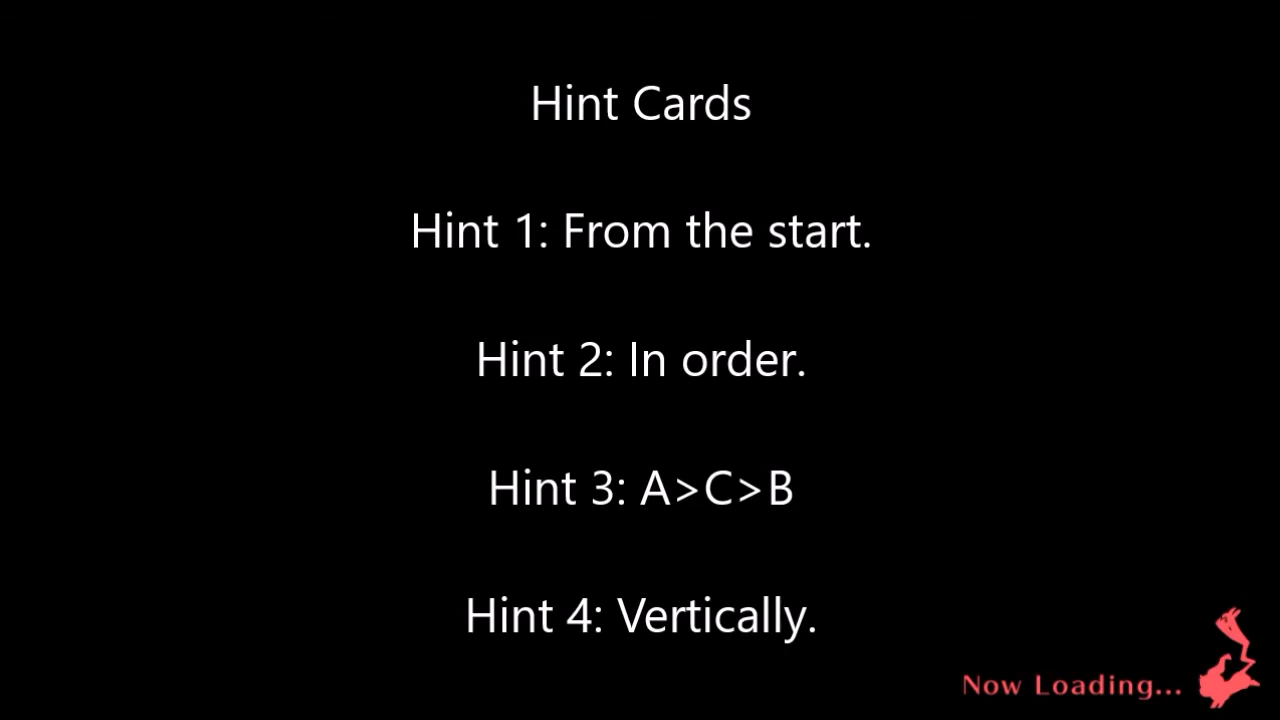 Hint Cards
Hint 1: From the start.
Hint 2: In order.
Hint 3: A>C>B
Hint 4: Vertically.
Now Loading...